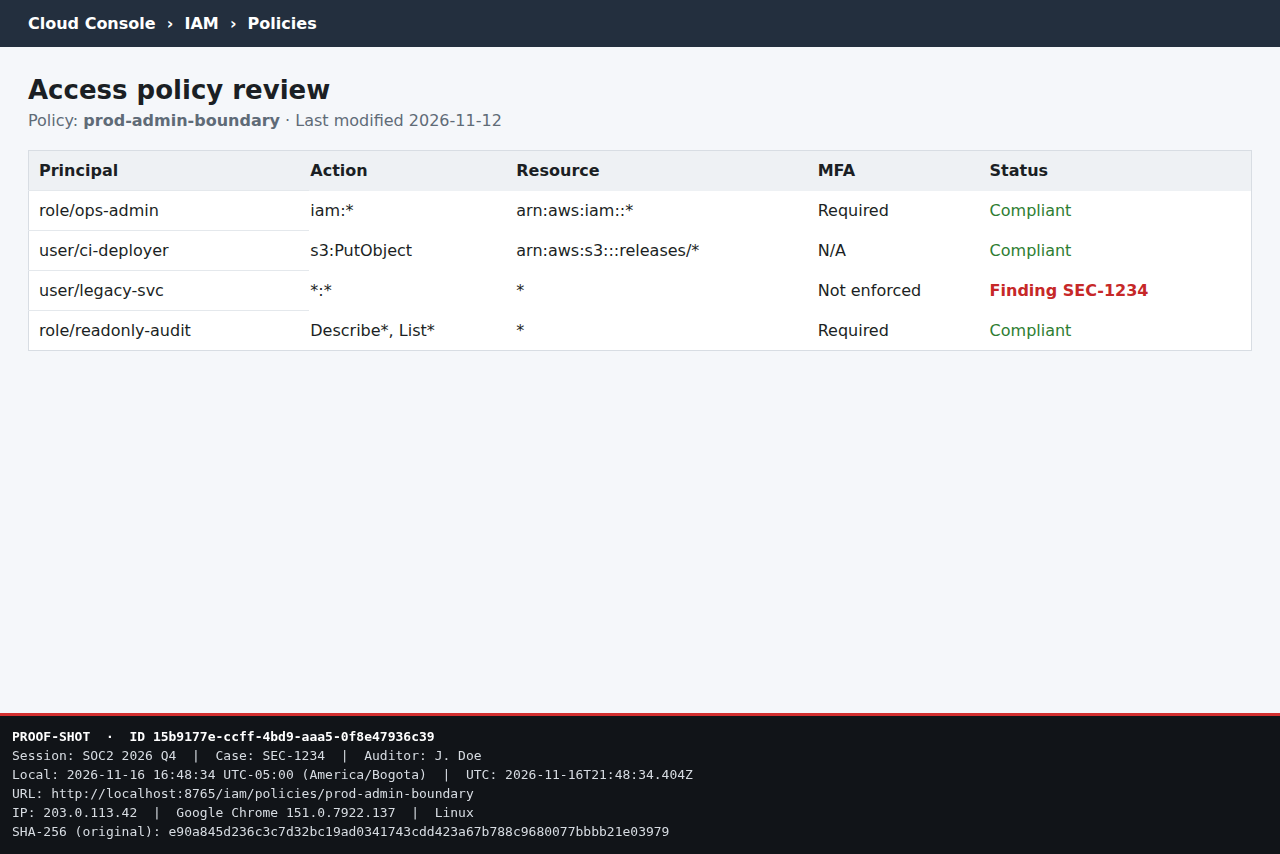 Cloud Console › IAM › Policies
Access policy review
Policy: prod-admin-boundary · Last modified 2026-11-12
Principal Action Resource MFA Status
role/ops-admin iam:* arn:aws:iam::* Required Compliant
user/ci-deployer s3:PutObject arn:aws:s3:::releases/* N/A Compliant
user/legacy-svc *:* * Not enforced Finding SEC-1234
role/readonly-audit Describe*, List* * Required Compliant
PROOF-SHOT · ID 15b9177e-ccff-4bd9-aaa5-0f8e47936c39
Session: SOC2 2026 Q4 | Case: SEC-1234 | Auditor: J. Doe
Local: 2026-11-16 16:48:34 UTC-05:00 (America/Bogota) | UTC: 2026-11-16T21:48:34.404Z
URL: http://localhost:8765/iam/policies/prod-admin-boundary
IP: 203.0.113.42 | Google Chrome 151.0.7922.137 | Linux
SHA-256 (original): e90a845d236c3c7d32bc19ad0341743cdd423a67b788c9680077bbbb21e03979